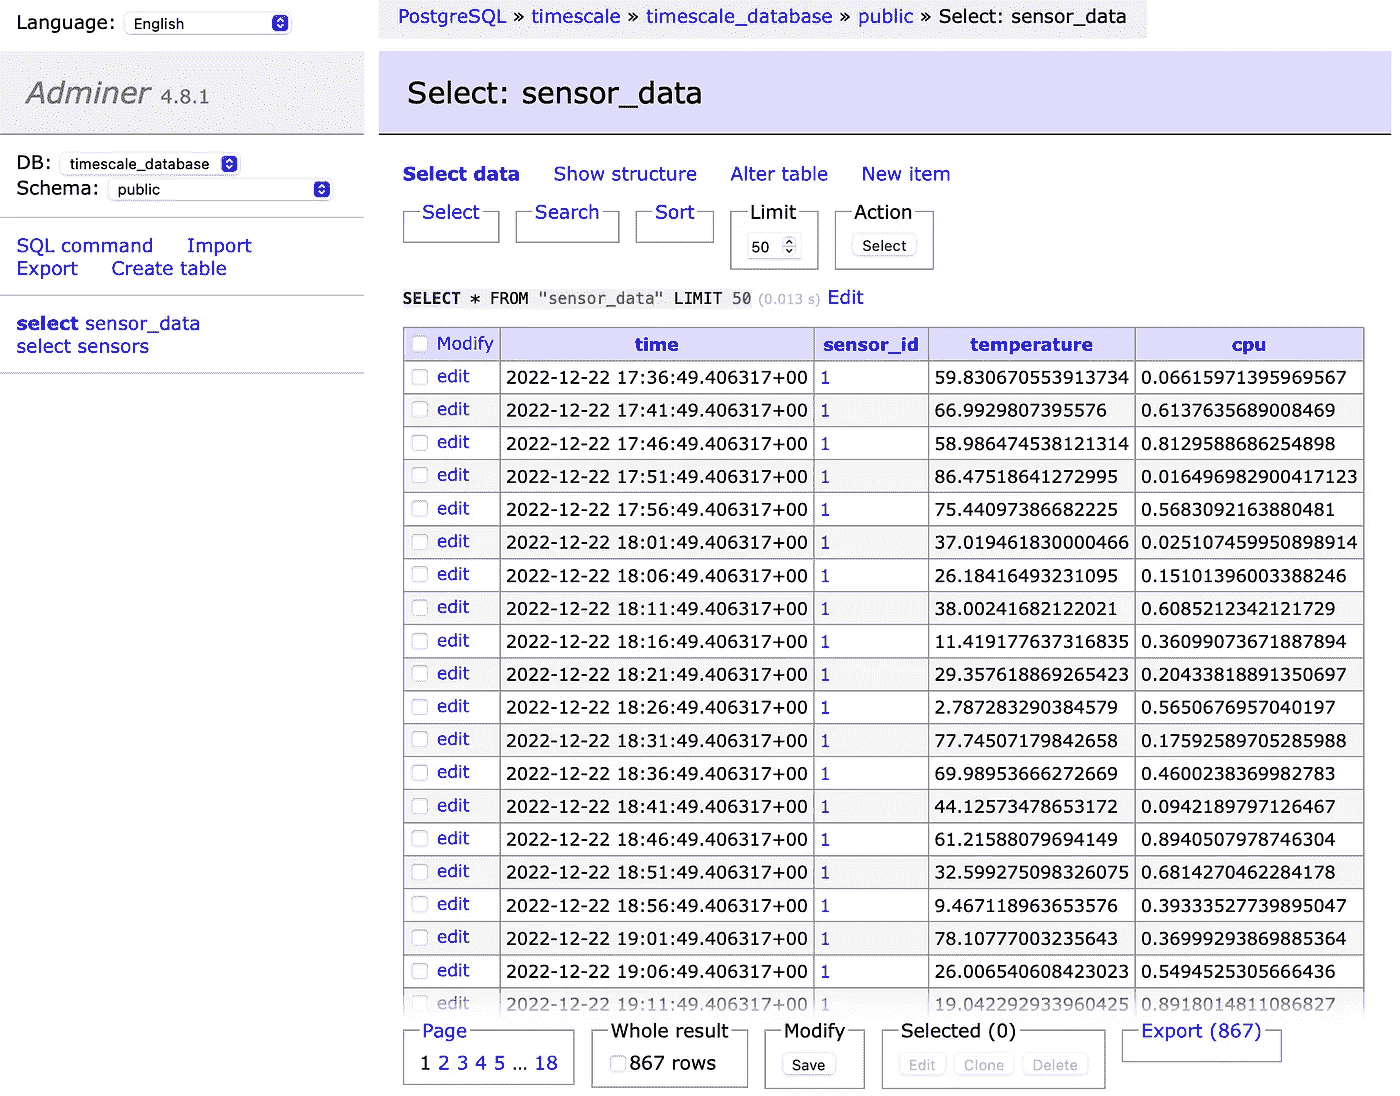 Language: English
PostgreSQL » timescale » timescale_database » public » Select: sensor_data
Adminer 4.8.1
Select: sensor_data
DB: timescale_database
Schema: public
SQL command Import
Export Create table
select sensor_data
select sensors
Select data Show structure Alter table New item
Select Search Sort Limit Action
50 Select
SELECT * FROM "sensor_data" LIMIT 50 (0.013 s) Edit
Modify time sensor_id temperature cpu
edit 2022-12-22 17:36:49.406317+00 1 59.830670553913734 0.06615971395969567
edit 2022-12-22 17:41:49.406317+00 1 66.9929807395576 0.6137635689008469
edit 2022-12-22 17:46:49.406317+00 1 58.986474538121314 0.8129588686254898
edit 2022-12-22 17:51:49.406317+00 1 86.47518641272995 0.016496982900417123
edit 2022-12-22 17:56:49.406317+00 1 75.44097386682225 0.5683092163880481
edit 2022-12-22 18:01:49.406317+00 1 37.019461830000466 0.025107459950898914
edit 2022-12-22 18:06:49.406317+00 1 26.18416493231095 0.15101396003388246
edit 2022-12-22 18:11:49.406317+00 1 38.00241682122021 0.6085212342121729
edit 2022-12-22 18:16:49.406317+00 1 11.419177637316835 0.36099073671887894
edit 2022-12-22 18:21:49.406317+00 1 29.357618869265423 0.20433818891350697
edit 2022-12-22 18:26:49.406317+00 1 2.787283290384579 0.5650676957040197
edit 2022-12-22 18:31:49.406317+00 1 77.74507179842658 0.17592589705285988
edit 2022-12-22 18:36:49.406317+00 1 69.98953666272669 0.4600238369982783
edit 2022-12-22 18:41:49.406317+00 1 44.12573478653172 0.0942189797126467
edit 2022-12-22 18:46:49.406317+00 1 61.21588079694149 0.8940507978746304
edit 2022-12-22 18:51:49.406317+00 1 32.599275098326075 0.6814270462284178
edit 2022-12-22 18:56:49.406317+00 1 9.467118963653576 0.39333527739895047
edit 2022-12-22 19:01:49.406317+00 1 78.10777003235643 0.36999293869885364
edit 2022-12-22 19:06:49.406317+00 1 26.006540608423023 0.5494525305666436
edit 2022-12-22 19:11:49.406317+00 1 19.042292933960425 0.8918014811086827
Page Whole result Modify Selected (0) Export (867)
1 2 3 4 5 ... 18 867 rows Save Edit Clone Delete